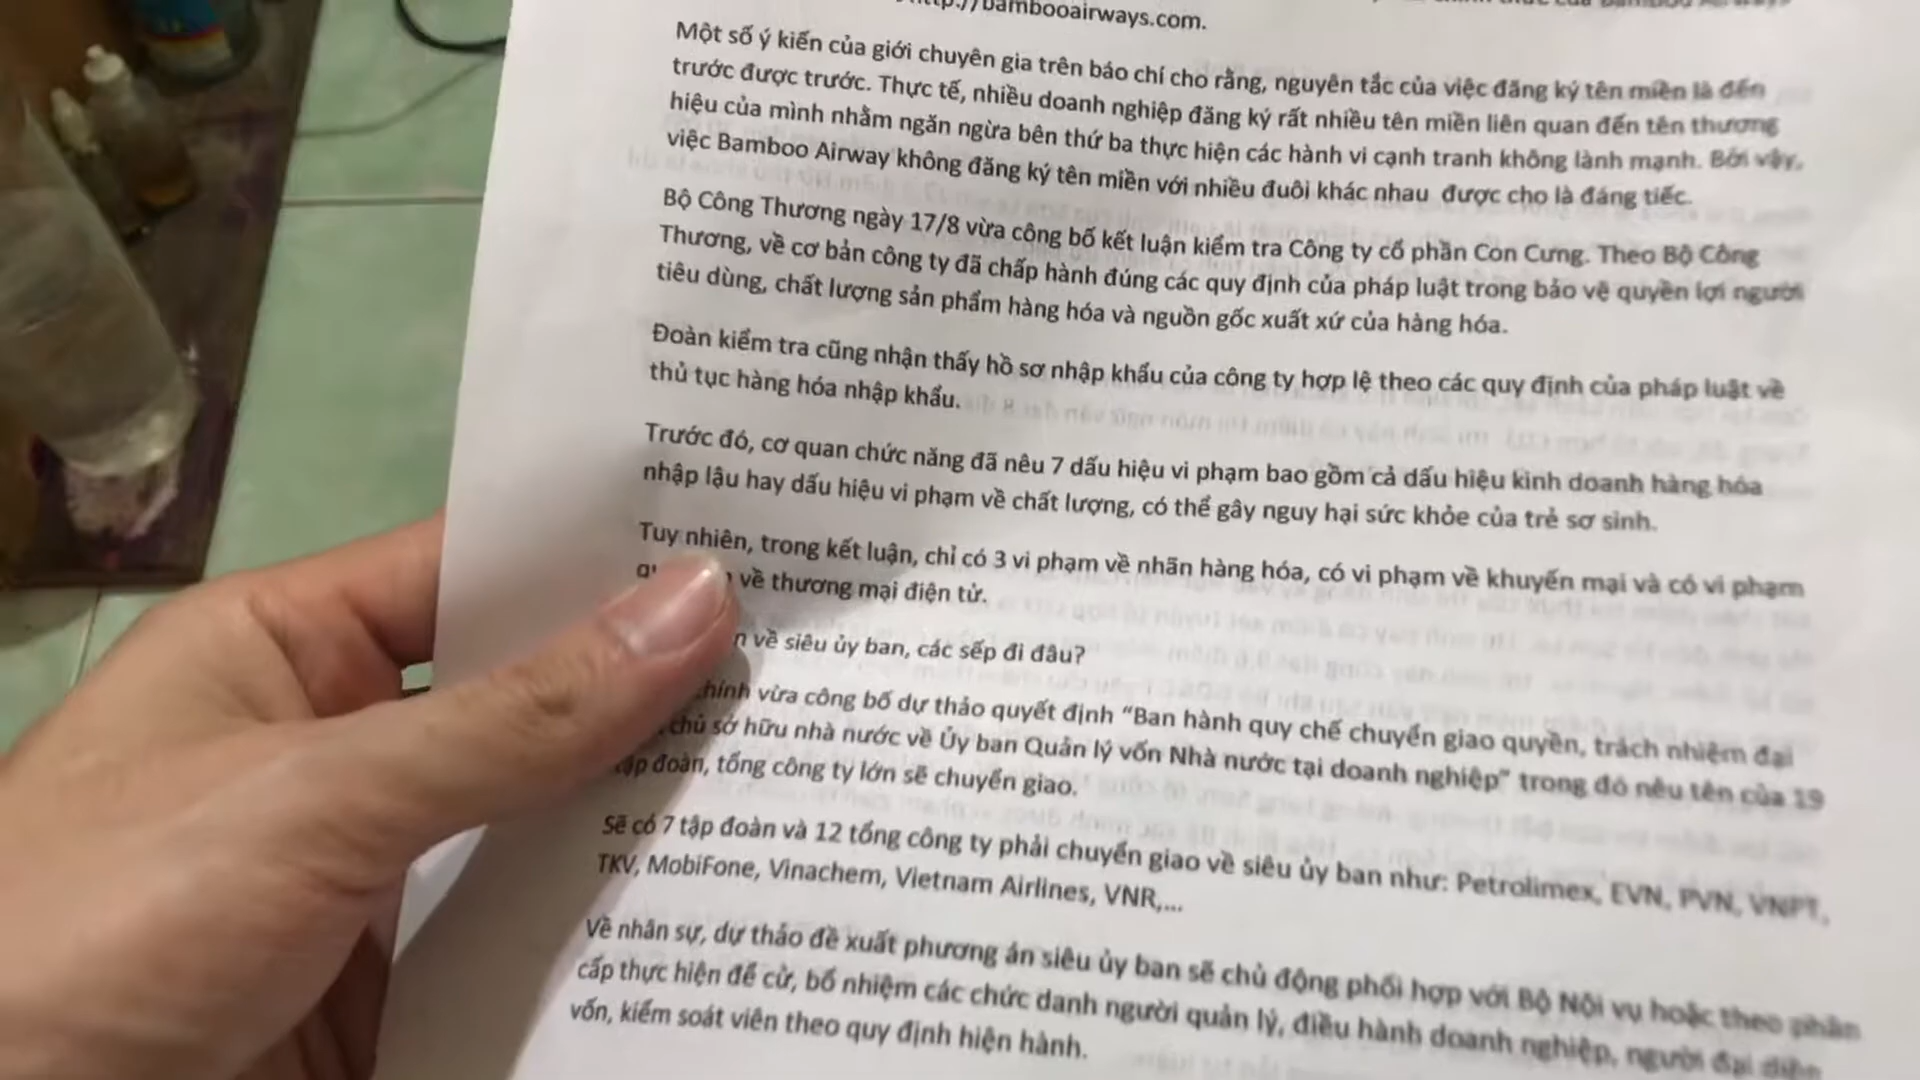 http://bambooairways.com.
Một số ý kiến của giới chuyên gia trên báo chí cho rằng, nguyên tắc của việc đăng ký tên miền là đến
trước được trước. Thực tế, nhiều doanh nghiệp đăng ký rất nhiều tên miền liên quan đến tên thương
hiệu của mình nhằm ngăn ngừa bên thứ ba thực hiện các hành vi cạnh tranh không lành mạnh. Bởi vậy,
việc Bamboo Airway không đăng ký tên miền với nhiều đuôi khác nhau được cho là đáng tiếc.
Bộ Công Thương ngày 17/8 vừa công bố kết luận kiểm tra Công ty cổ phần Con Cưng. Theo Bộ Công
Thương, về cơ bản công ty đã chấp hành đúng các quy định của pháp luật trong bảo vệ quyền lợi người
tiêu dùng, chất lượng sản phẩm hàng hóa và nguồn gốc xuất xứ của hàng hóa.
Đoàn kiểm tra cũng nhận thấy hồ sơ nhập khẩu của công ty hợp lệ theo các quy định của pháp luật về
thủ tục hàng hóa nhập khẩu.
Trước đó, cơ quan chức năng đã nêu 7 dấu hiệu vi phạm bao gồm cả dấu hiệu kinh doanh hàng hóa
nhập lậu hay dấu hiệu vi phạm về chất lượng, có thể gây nguy hại sức khỏe của trẻ sơ sinh.
Tuy nhiên, trong kết luận, chỉ có 3 vi phạm về nhãn hàng hóa, có vi phạm về khuyến mại và có vi phạm
về thương mại điện tử.
về siêu ủy ban, các sếp đi đâu?
chính vừa công bố dự thảo quyết định “Ban hành quy chế chuyển giao quyền, trách nhiệm đại
chủ sở hữu nhà nước về Ủy ban Quản lý vốn Nhà nước tại doanh nghiệp” trong đó nêu tên của 19
tập đoàn, tổng công ty lớn sẽ chuyển giao.
Sẽ có 7 tập đoàn và 12 tổng công ty phải chuyển giao về siêu ủy ban như: Petrolimex, EVN, PVN, VNPT,
TKV, MobiFone, Vinachem, Vietnam Airlines, VNR,...
Về nhân sự, dự thảo đề xuất phương án siêu ủy ban sẽ chủ động phối hợp với Bộ Nội vụ hoặc theo phân
cấp thực hiện đề cử, bổ nhiệm các chức danh người quản lý, điều hành doanh nghiệp, người đại diện
vốn, kiểm soát viên theo quy định hiện hành.